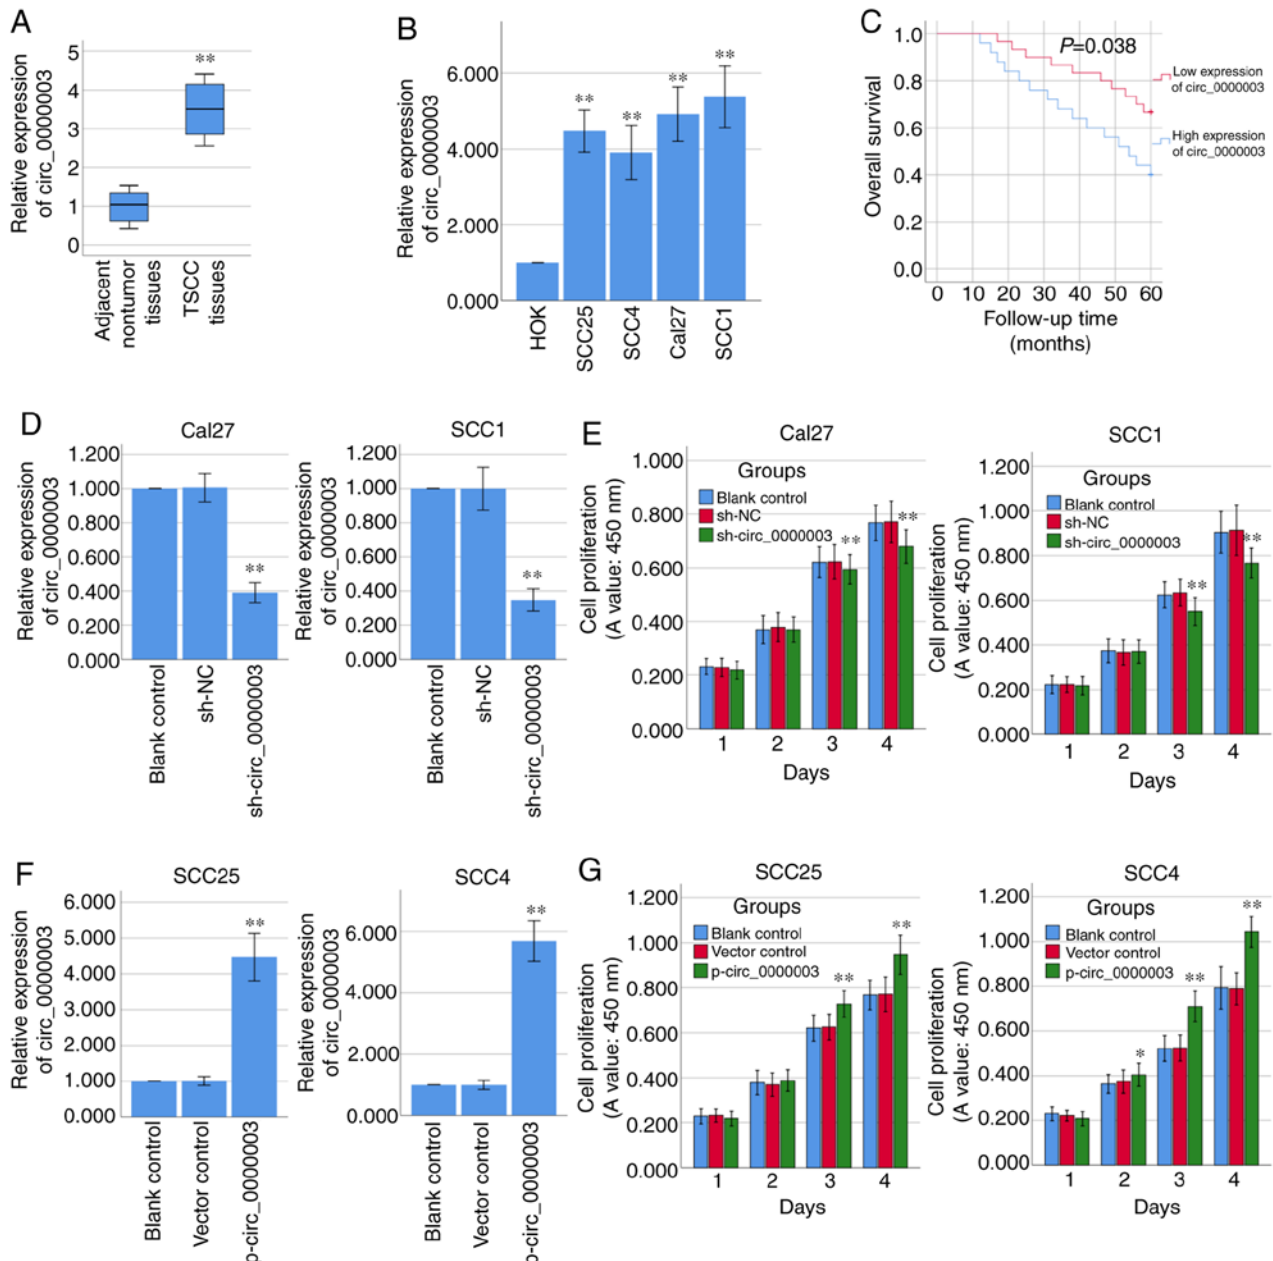 A
Relative expression
of circ_0000003
5
4
3
2
1
0
**
Adjacent
nontumor
tissues
TSCC
tissues
B
Relative expression
of circ_0000003
6.000
4.000
2.000
0.000
**
**
**
**
HOK
SCC25
SCC4
Cal27
SCC1
C
Overall survival
1.0
0.8
0.6
0.4
0.2
0.0
P=0.038
Low expression
of circ_0000003
High expression
of circ_0000003
0 10 20 30 40 50 60
Follow-up time
(months)
D
Cal27
Relative expression
of circ_0000003
1.200
1.000
0.800
0.600
0.400
0.200
0.000
**
Blank control
sh-NC
sh-circ_0000003
SCC1
Relative expression
of circ_0000003
1.200
1.000
0.800
0.600
0.400
0.200
0.000
**
Blank control
sh-NC
sh-circ_0000003
E
Cal27
Cell proliferation
(A value: 450 nm)
1.000
0.800
0.600
0.400
0.200
0.000
Groups
Blank control
sh-NC
sh-circ_0000003
**
**
1 2 3 4
Days
SCC1
Cell proliferation
(A value: 450 nm)
1.200
1.000
0.800
0.600
0.400
0.200
0.000
Groups
Blank control
sh-NC
sh-circ_0000003
**
**
1 2 3 4
Days
F
SCC25
Relative expression
of circ_0000003
6.000
5.000
4.000
3.000
2.000
1.000
0.000
**
Blank control
Vector control
p-circ_0000003
SCC4
Relative expression
of circ_0000003
6.000
4.000
2.000
0.000
**
Blank control
Vector control
p-circ_0000003
G
SCC25
Cell proliferation
(A value: 450 nm)
1.200
1.000
0.800
0.600
0.400
0.200
0.000
Groups
Blank control
Vector control
p-circ_0000003
**
**
1 2 3 4
Days
SCC4
Cell proliferation
(A value: 450 nm)
1.200
1.000
0.800
0.600
0.400
0.200
0.000
Groups
Blank control
Vector control
p-circ_0000003
*
**
**
1 2 3 4
Days